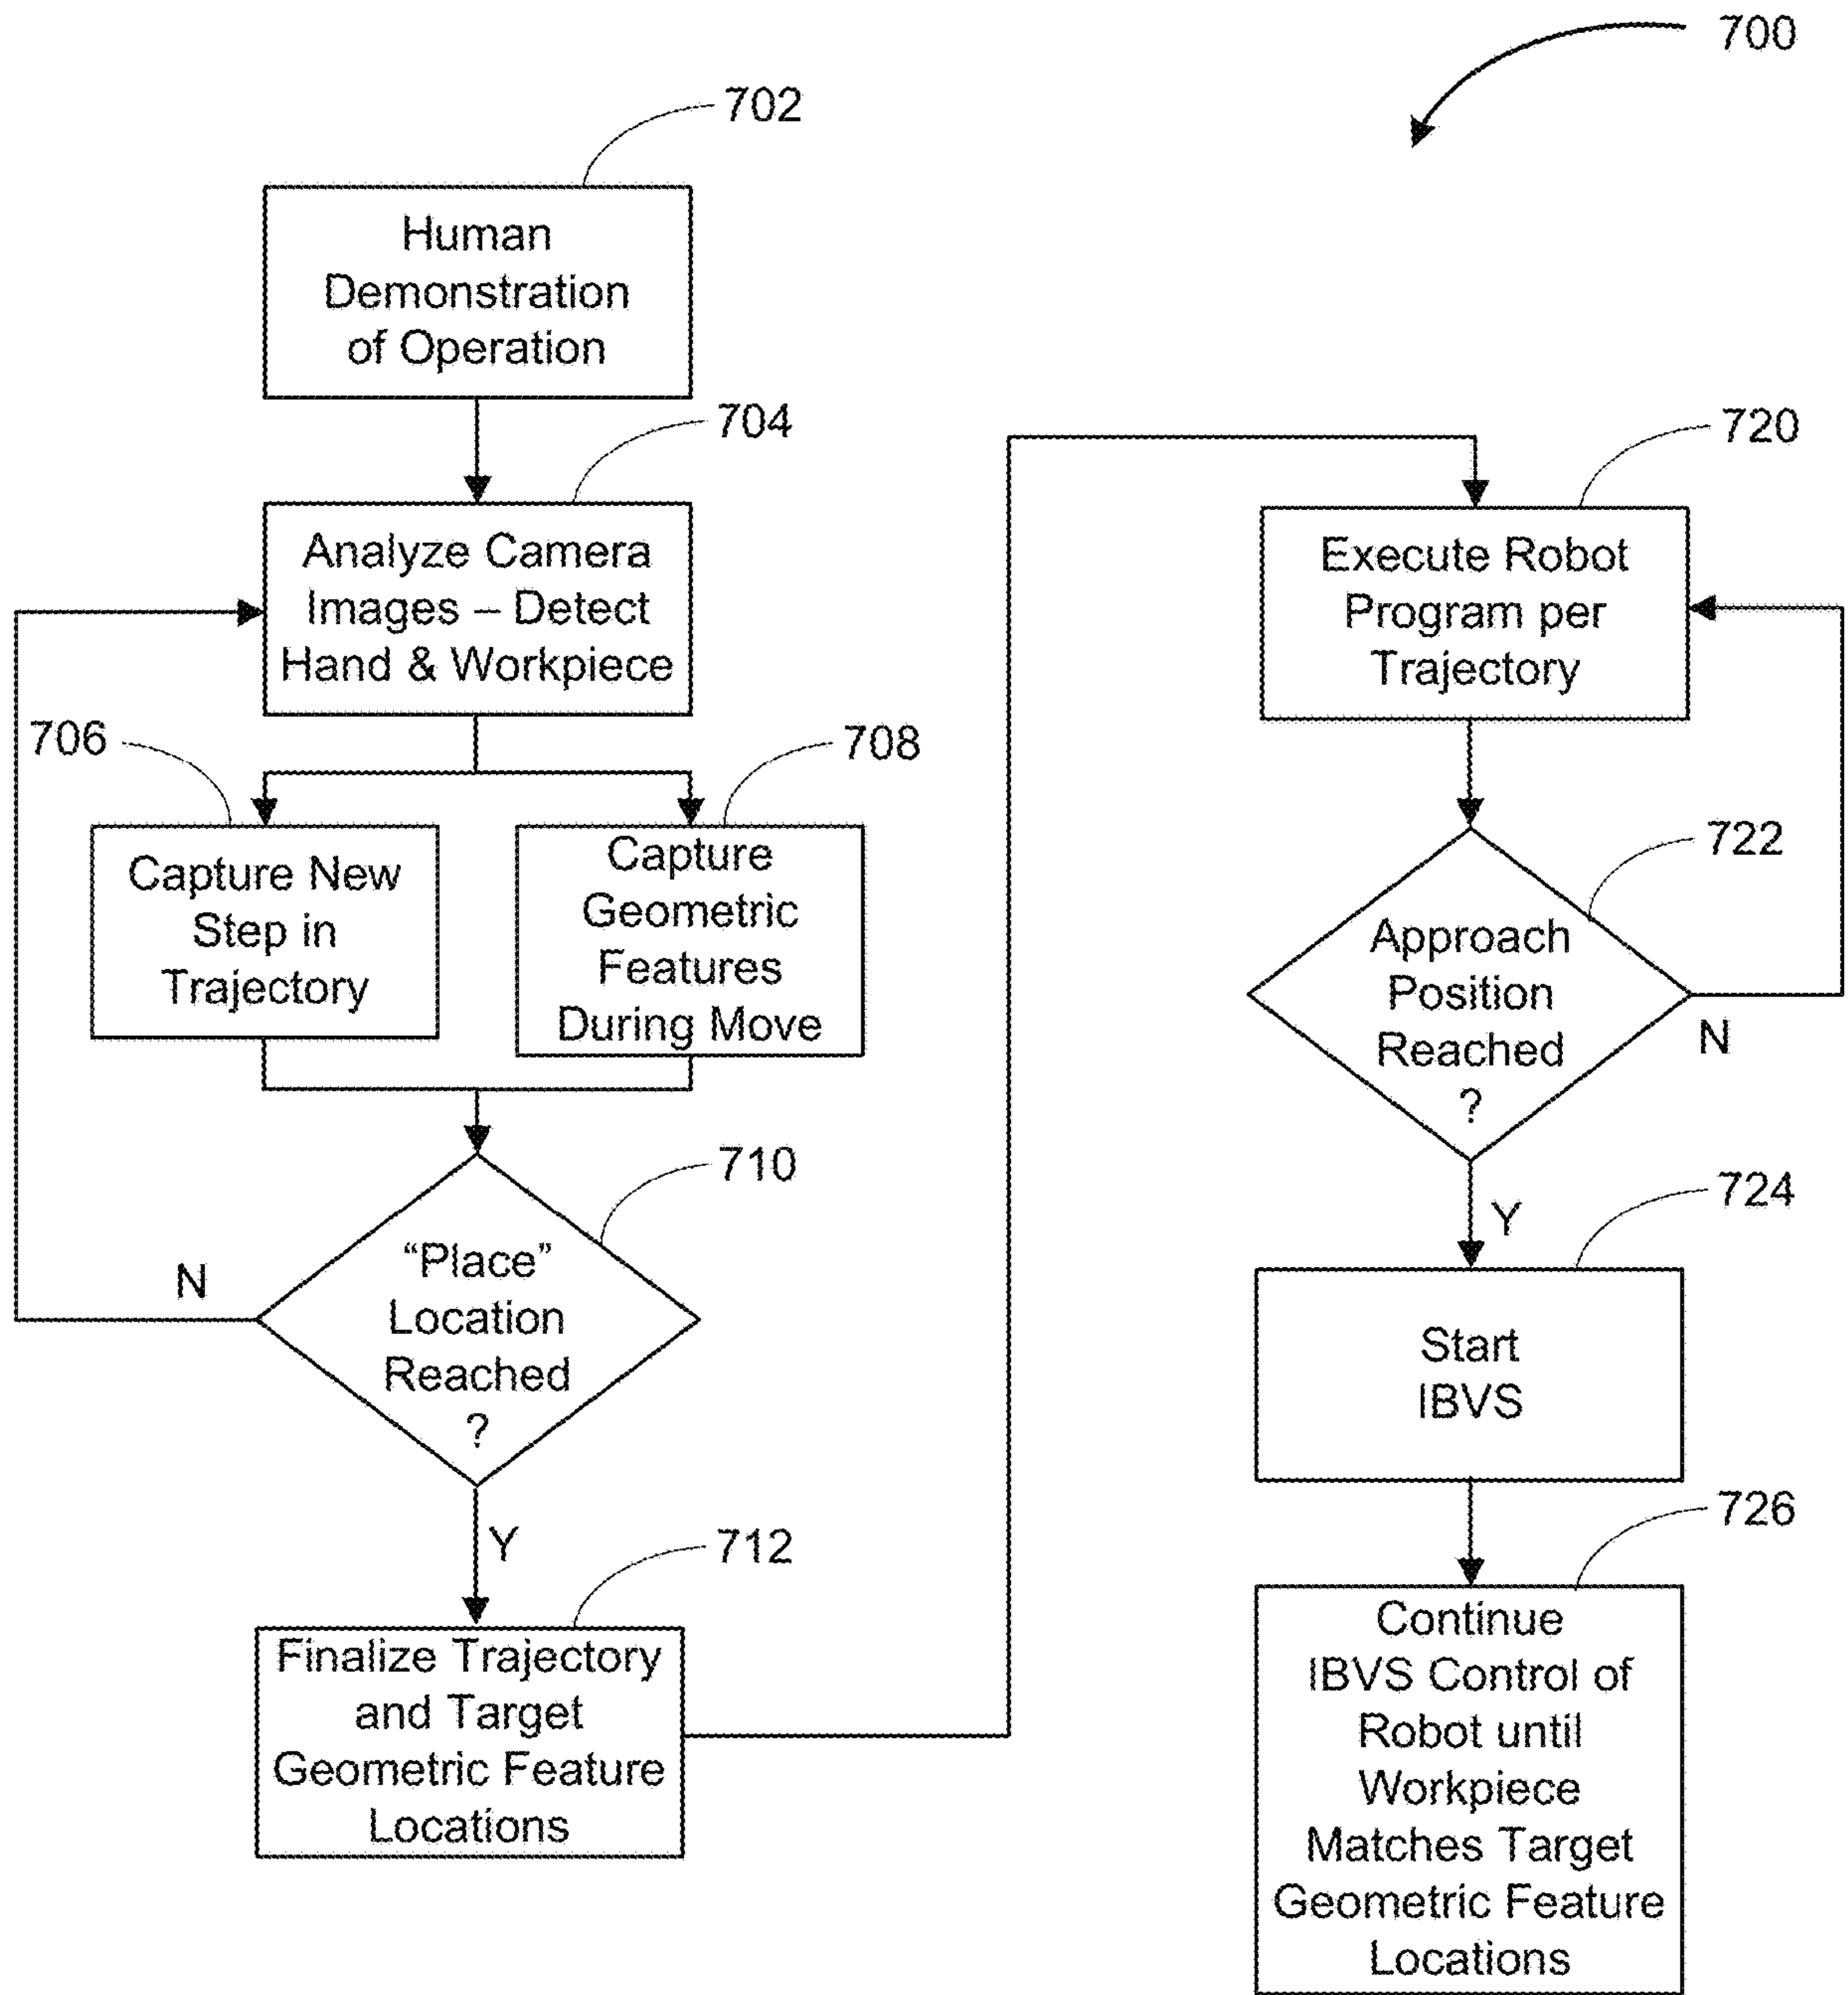 700
702
Human
Demonstration
of Operation
704
Analyze Camera
Images – Detect
Hand & Workpiece
706
Capture New
Step in
Trajectory
708
Capture
Geometric
Features
During Move
710
“Place”
Location
Reached
?
N
Y
712
Finalize Trajectory
and Target
Geometric Feature
Locations
720
Execute Robot
Program per
Trajectory
722
Approach
Position
Reached
?
N
Y
724
Start
IBVS
726
Continue
IBVS Control of
Robot until
Workpiece
Matches Target
Geometric Feature
Locations